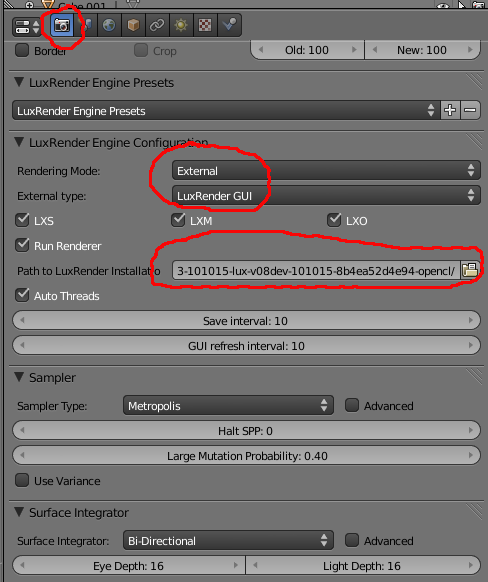 Cube.001
Border Crop Old: 100 New: 100
LuxRender Engine Presets
LuxRender Engine Presets
LuxRender Engine Configuration
Rendering Mode: External
External type: LuxRender GUI
LXS LXM LXO
Run Renderer
Path to LuxRender Installatio 3-101015-lux-v08dev-101015-8b4ea52d4e94-opencl/
Auto Threads
Save interval: 10
GUI refresh interval: 10
Sampler
Sampler Type: Metropolis Advanced
Halt SPP: 0
Large Mutation Probability: 0.40
Use Variance
Surface Integrator
Surface Integrator: Bi-Directional Advanced
Eye Depth: 16 Light Depth: 16